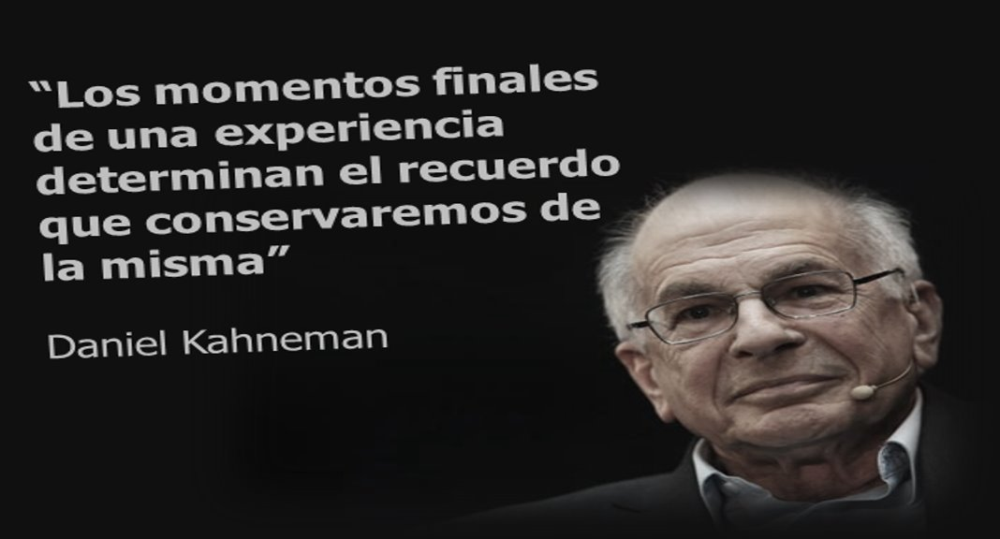 “Los momentos finales
de una experiencia
determinan el recuerdo
que conservaremos de
la misma”
Daniel Kahneman